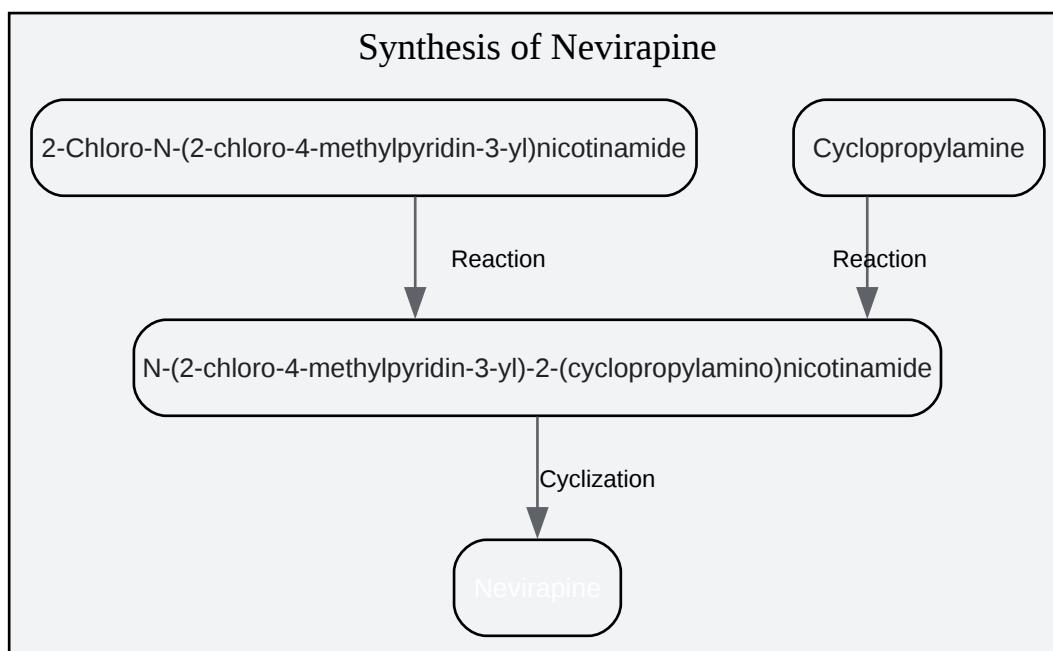 Synthesis of Nevirapine
2-Chloro-N-(2-chloro-4-methylpyridin-3-yl)nicotinamide
Cyclopropylamine
Reaction
Reaction
N-(2-chloro-4-methylpyridin-3-yl)-2-(cyclopropylamino)nicotinamide
Cyclization
Nevirapine